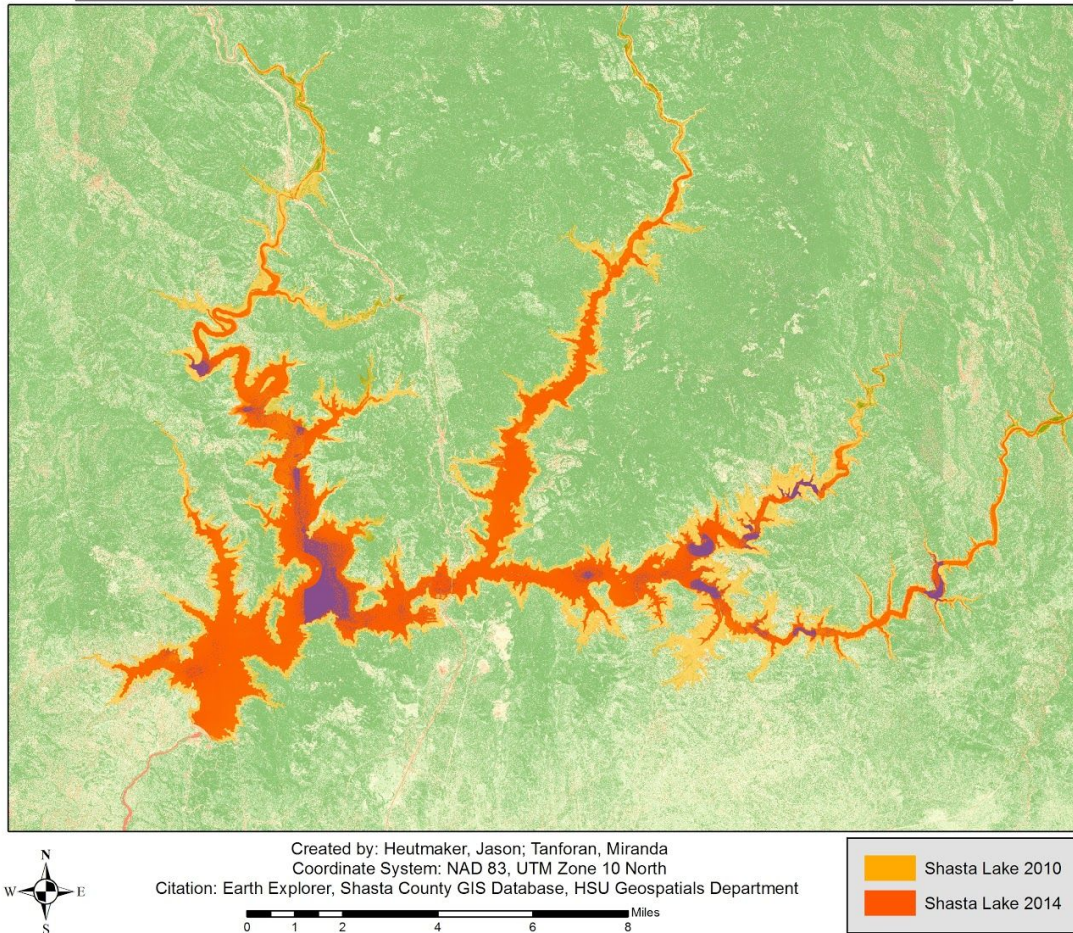 N
W E
S
Created by: Heutmaker, Jason; Tanforan, Miranda
Coordinate System: NAD 83, UTM Zone 10 North
Citation: Earth Explorer, Shasta County GIS Database, HSU Geospatials Department
Miles
0 1 2 4 6 8
Shasta Lake 2010
Shasta Lake 2014